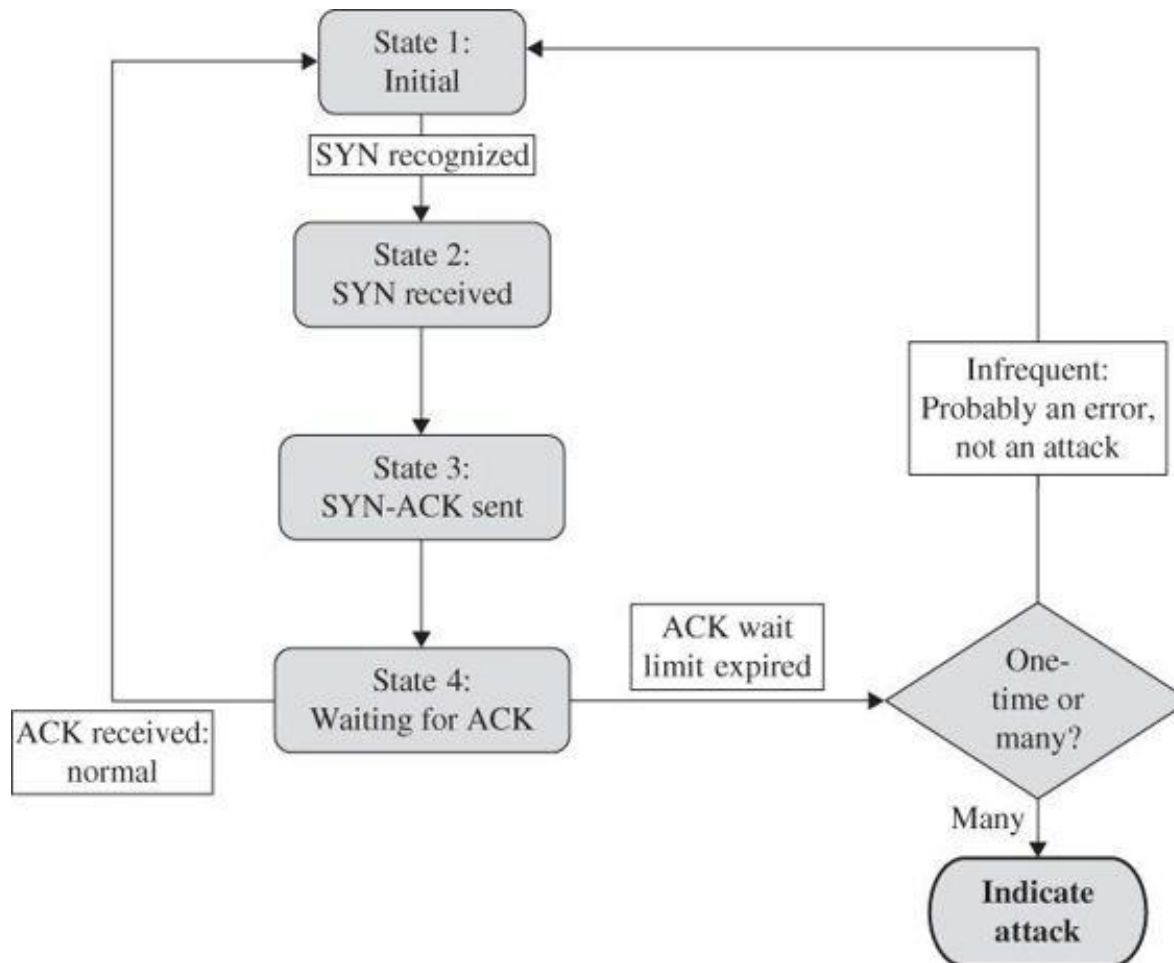 State 1:
Initial
SYN recognized
State 2:
SYN received
Infrequent:
Probably an error,
not an attack
State 3:
SYN-ACK sent
ACK wait
limit expired
State 4:
Waiting for ACK
One-
time or
many?
ACK received:
normal
Many
Indicate
attack